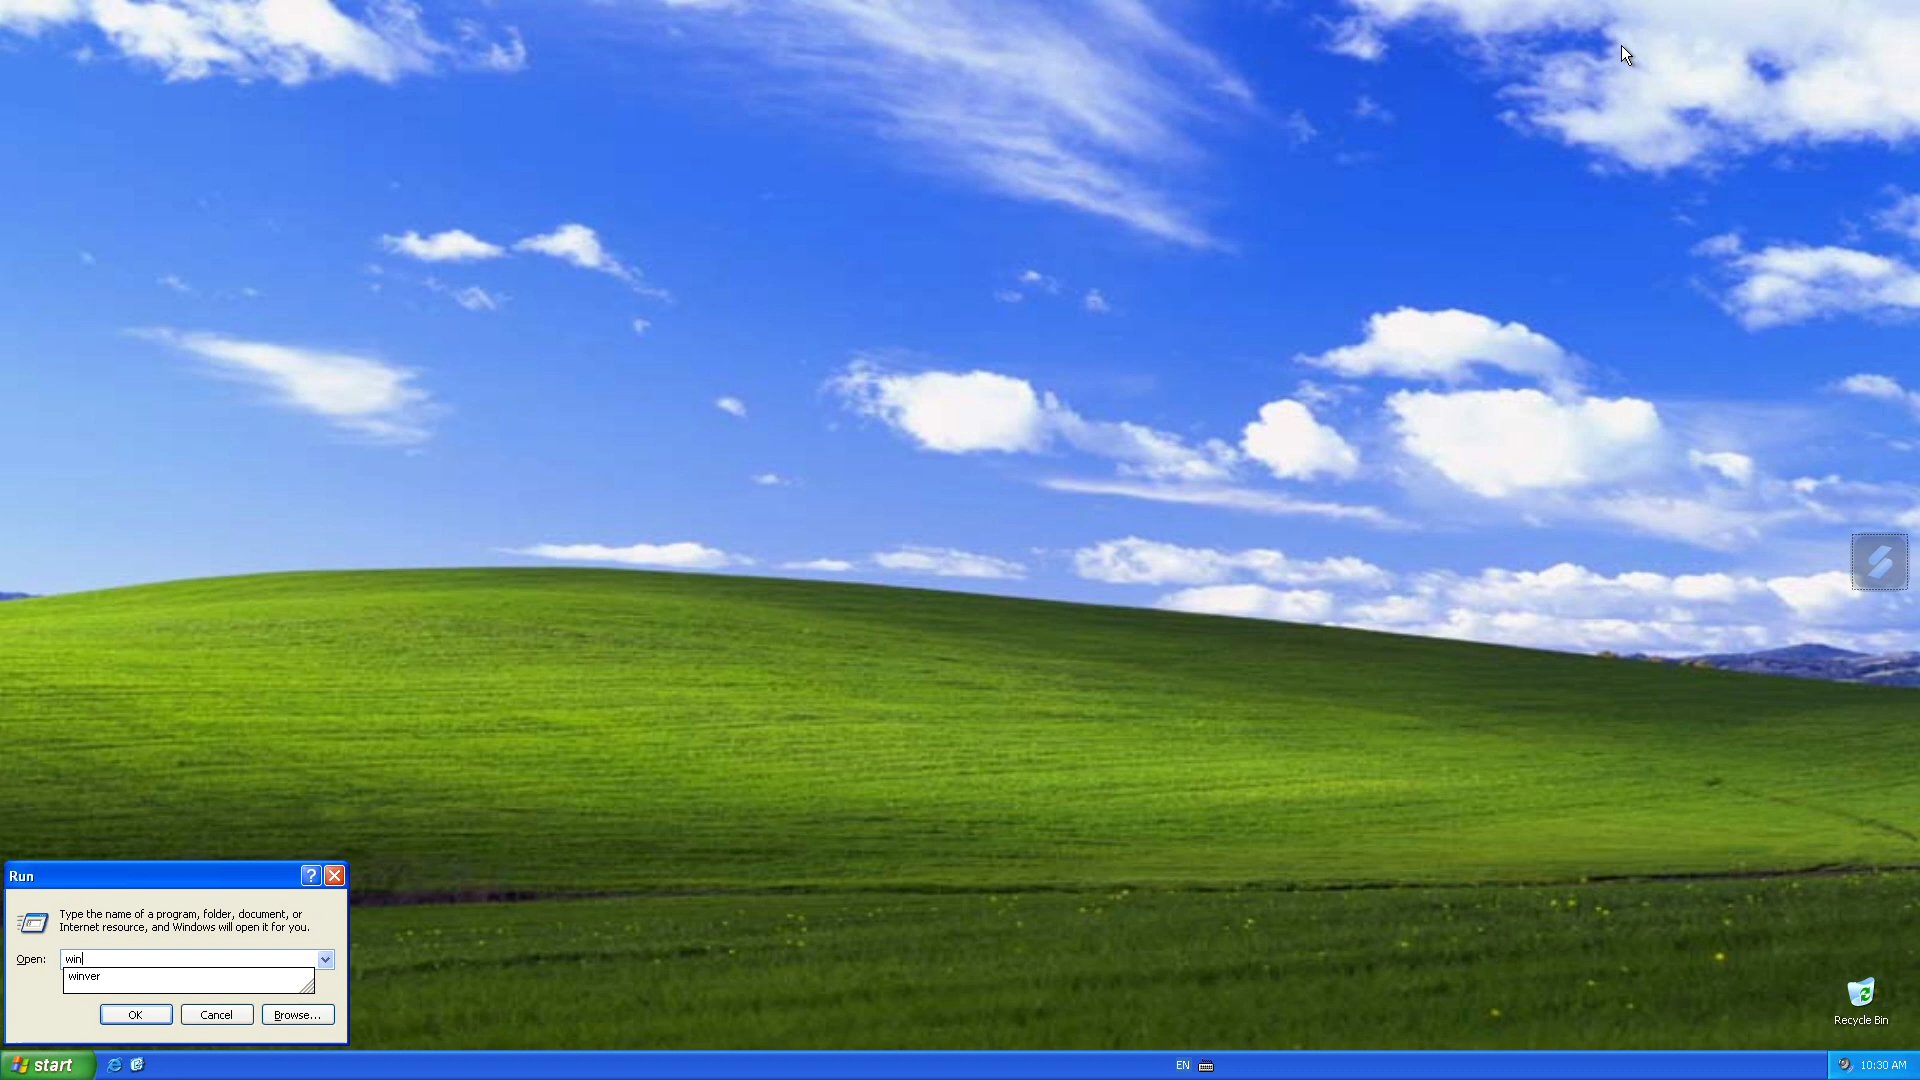 Run
Type the name of a program, folder, document, or
Internet resource, and Windows will open it for you.
Open: win
winver
OK Cancel Browse...
Recycle Bin
start EN 10:30 AM